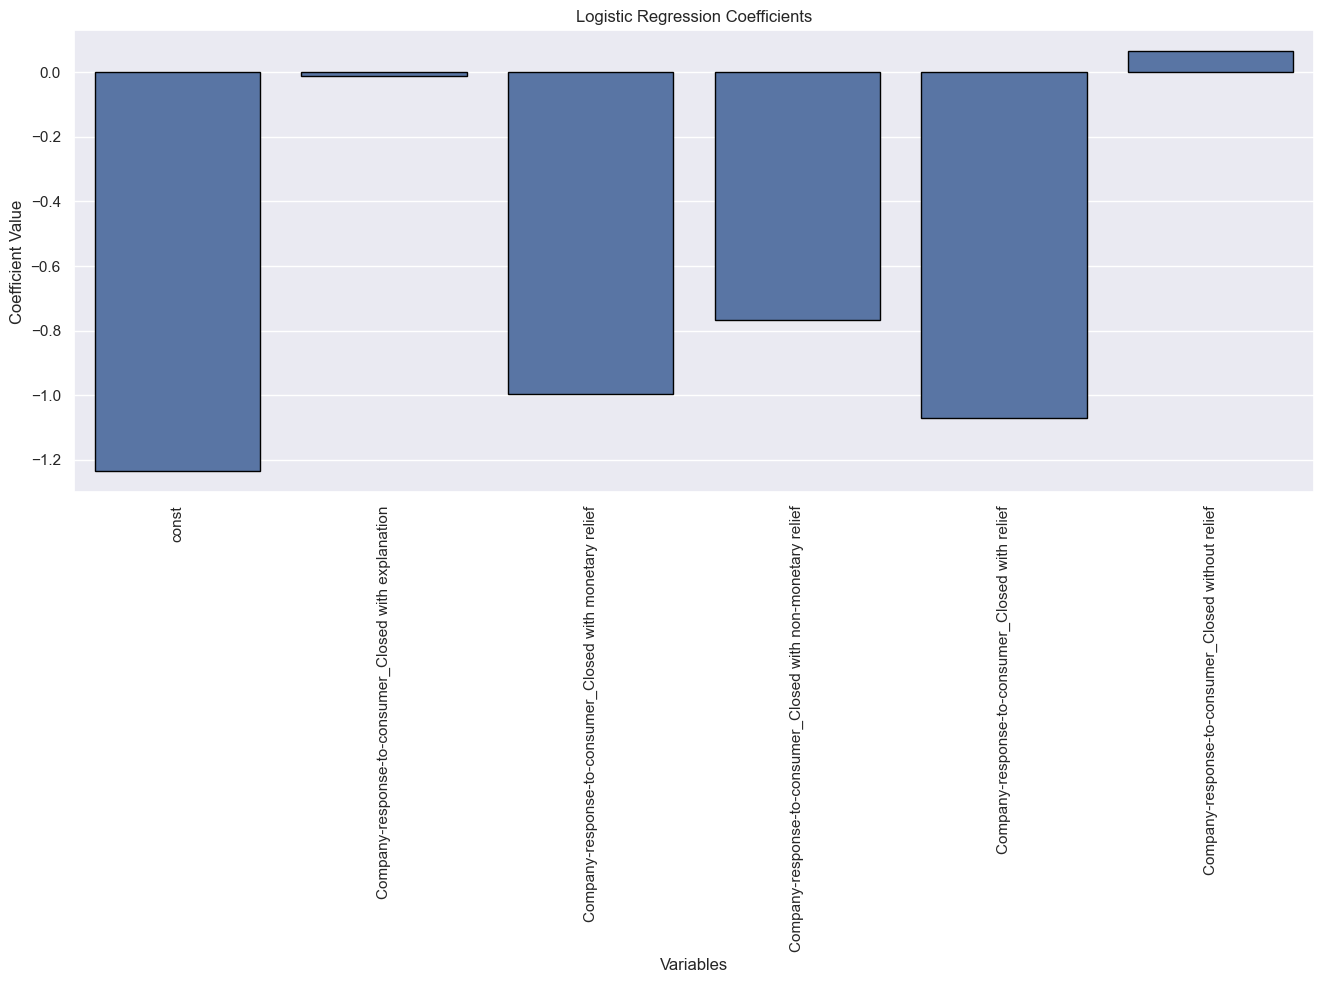 Logistic Regression Coefficients
Coefficient Value
0.0
−0.2
−0.4
−0.6
−0.8
−1.0
−1.2
const
Company-response-to-consumer_Closed with explanation
Company-response-to-consumer_Closed with monetary relief
Company-response-to-consumer_Closed with non-monetary relief
Company-response-to-consumer_Closed with relief
Company-response-to-consumer_Closed without relief
Variables